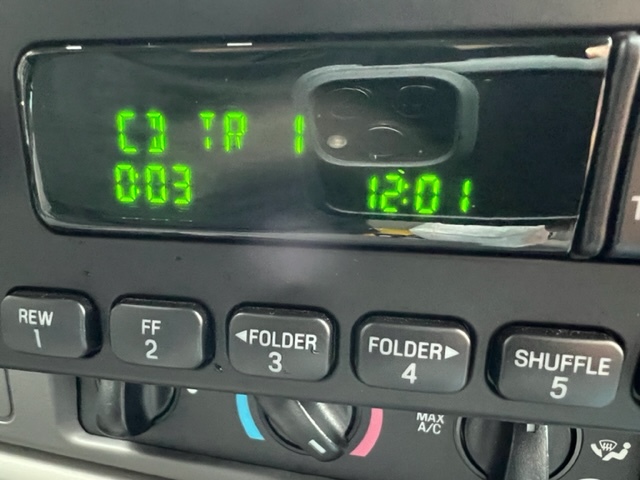 CD TR 1
0:03 12:01
REW
1
FF
2
◄FOLDER
3
FOLDER►
4
SHUFFLE
5
MAX
A/C